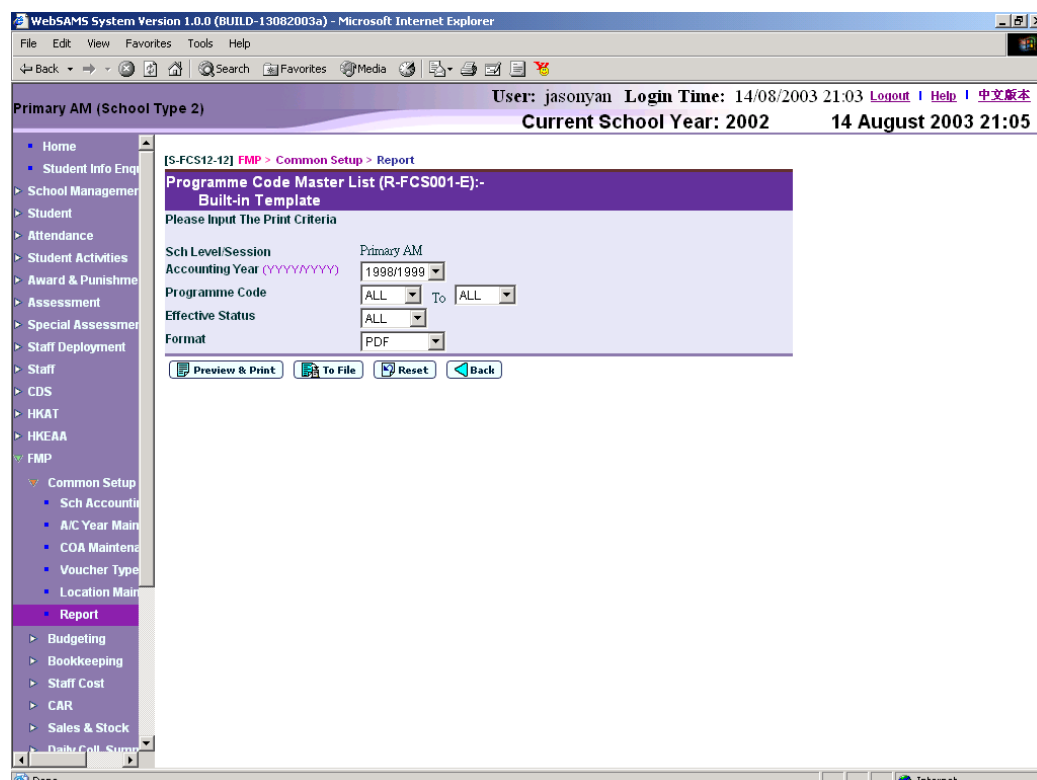 WebSAMS System Version 1.0.0 (BUILD-13082003a) - Microsoft Internet Explorer
File Edit View Favorites Tools Help
Back Search Favorites Media
Primary AM (School Type 2)
User: jasonyan Login Time: 14/08/2003 21:03 Logout | Help | 中文版本
Current School Year: 2002 14 August 2003 21:05
Home
Student Info Enqu
School Managemen
Student
Attendance
Student Activities
Award & Punishme
Assessment
Special Assessmen
Staff Deployment
Staff
CDS
HKAT
HKEAA
FMP
Common Setup
Sch Accountin
A/C Year Main
COA Maintena
Voucher Type
Location Main
Report
Budgeting
Bookkeeping
Staff Cost
CAR
Sales & Stock
Daily Coll. Summ
[S-FCS12-12] FMP > Common Setup > Report
Programme Code Master List (R-FCS001-E):-
Built-in Template
Please Input The Print Criteria
Sch Level/Session Primary AM
Accounting Year (YYYY/YYYY) 1998/1999
Programme Code ALL To ALL
Effective Status ALL
Format PDF
Preview & Print To File Reset Back
Done Internet